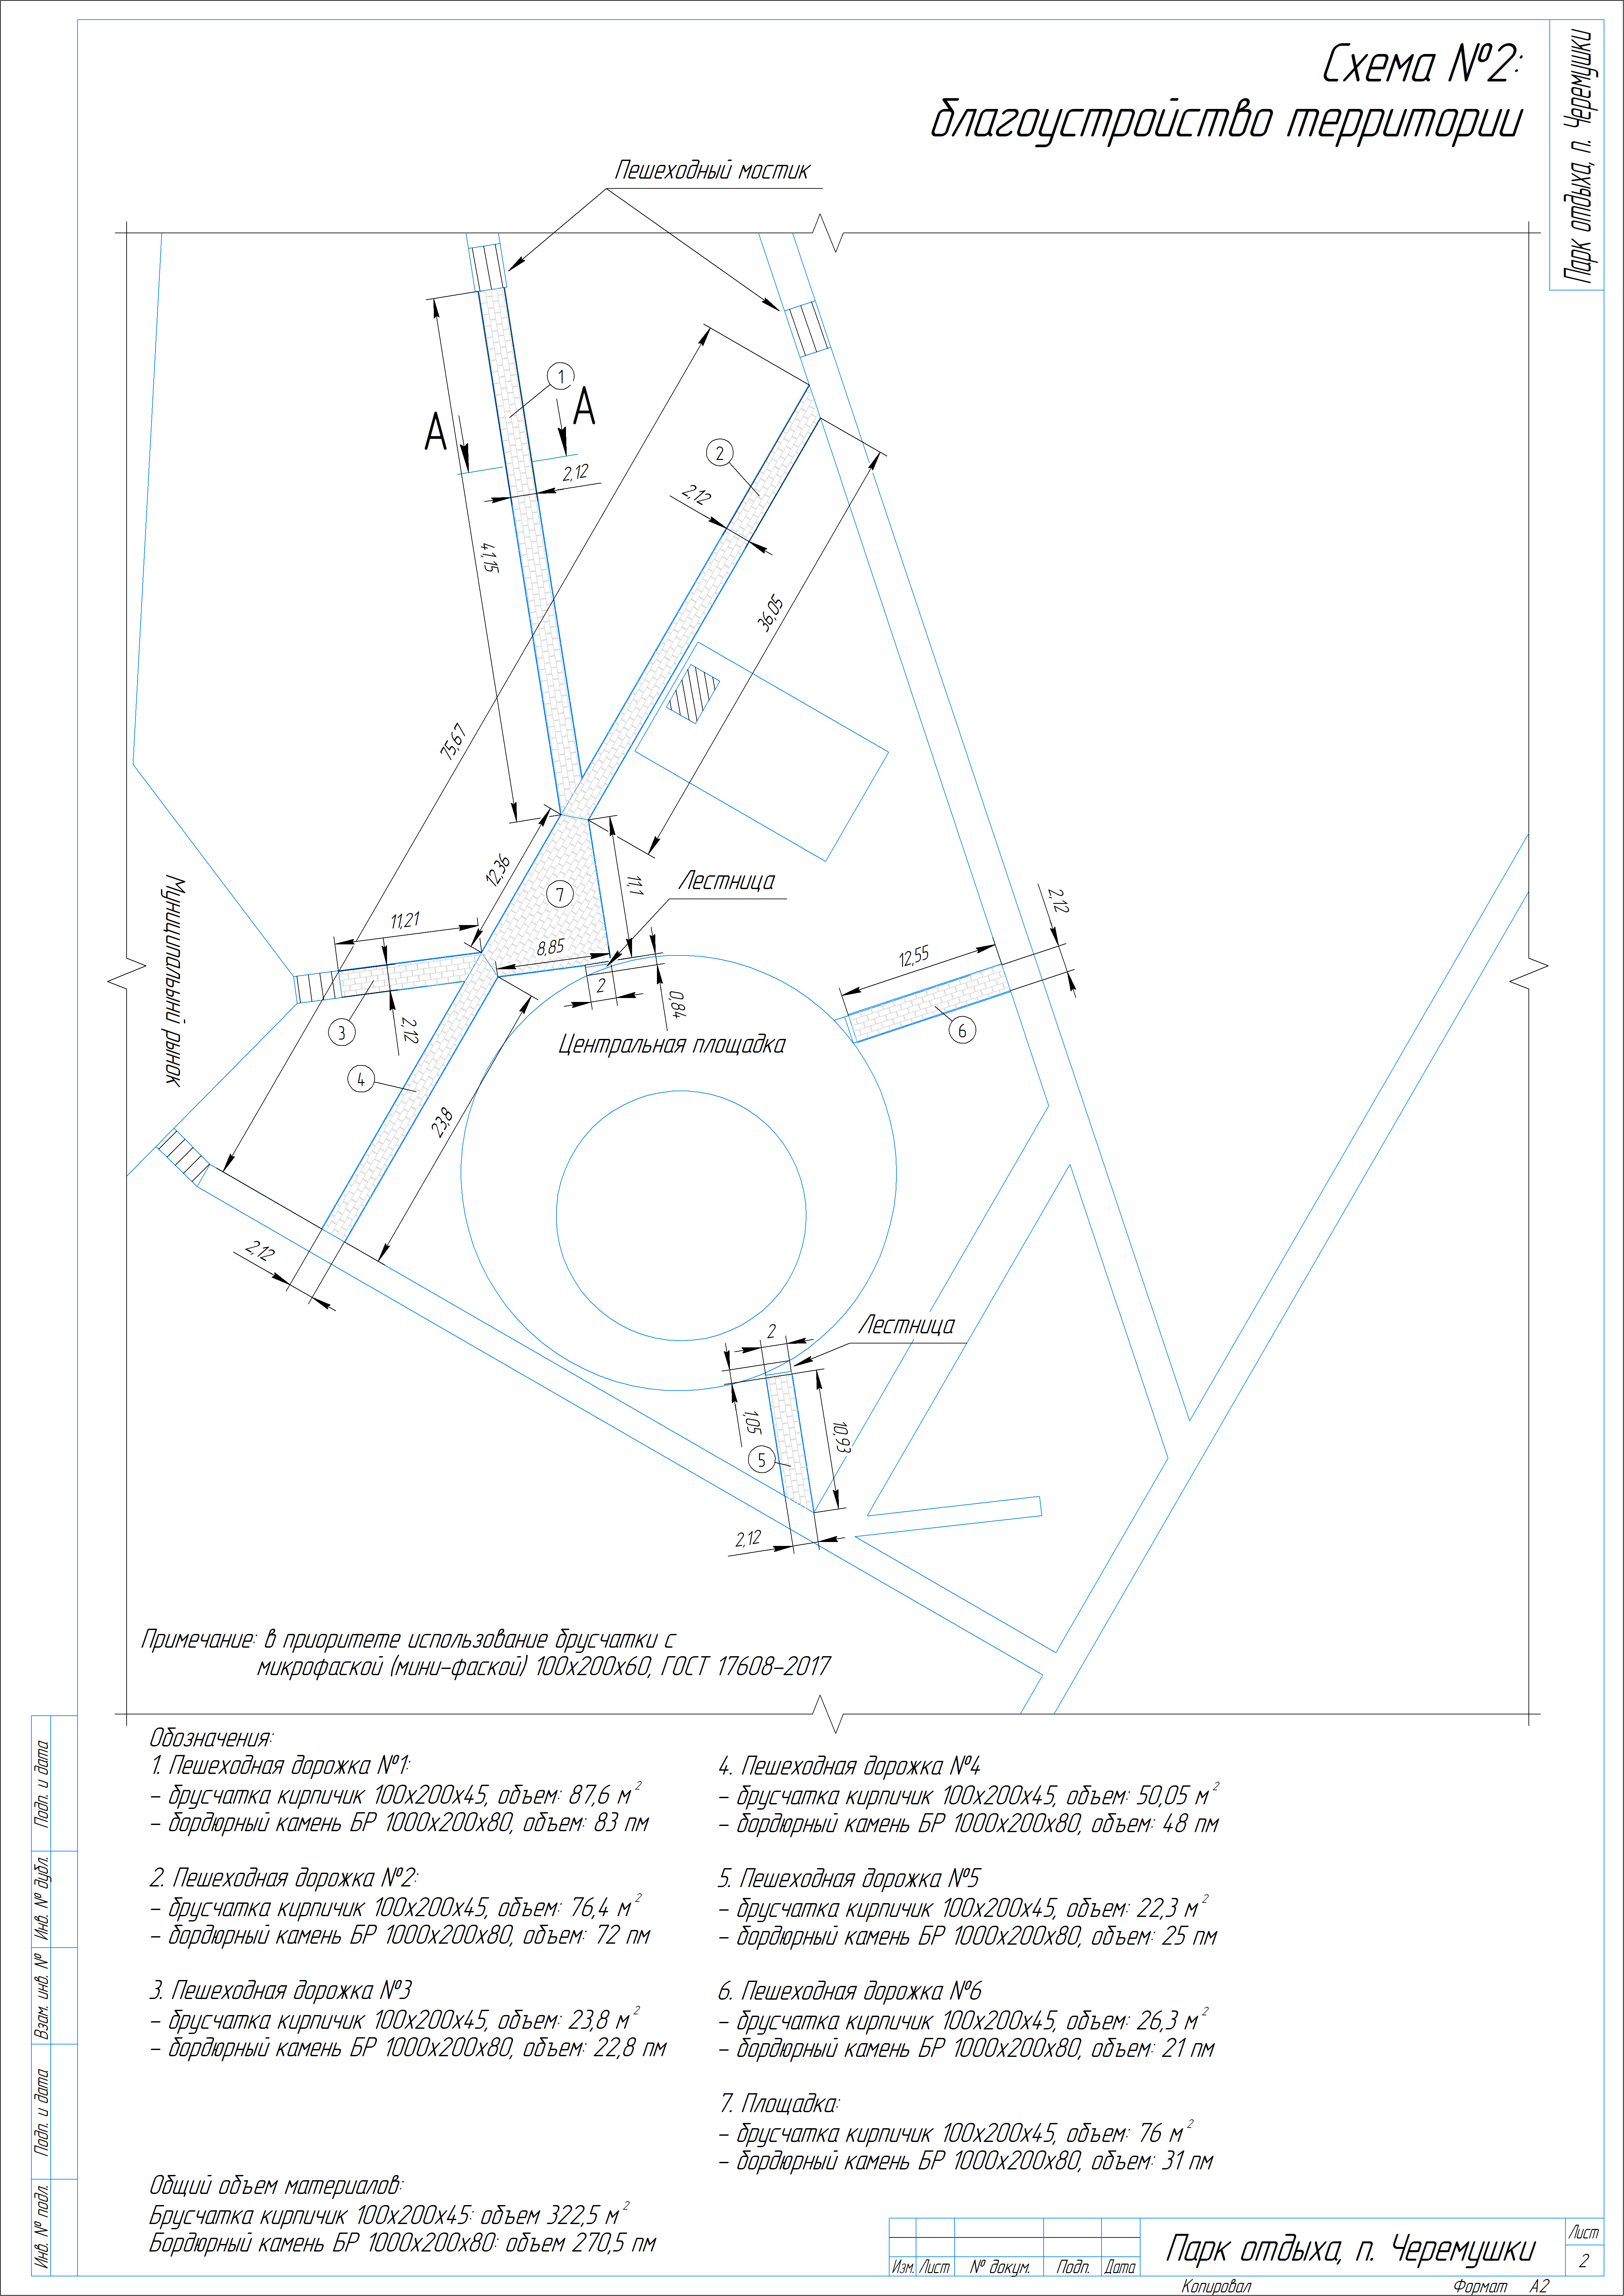 Схема №2:
благоустройство территории
Парк отдыха, п. Черемушки
Пешеходный мостик
1
А
А
2
2,12
2,12
41,15
36,05
75,67
12,36
11,1
7
Лестница
Муниципальный рынок
11,21
8,85
2,12
12,55
2
0,84
3
2,12
6
Центральная площадка
4
23,8
2,12
2
Лестница
1,05
10,93
5
2,12
Примечание: в приоритете использование брусчатки с
микрофаской (мини-фаской) 100х200х60, ГОСТ 17608-2017
Обозначения:
1. Пешеходная дорожка №1:
- брусчатка кирпичик 100х200х45, объем: 87,6 м²
- бордюрный камень БР 1000х200х80, объем: 83 пм
2. Пешеходная дорожка №2:
- брусчатка кирпичик 100х200х45, объем: 76,4 м²
- бордюрный камень БР 1000х200х80, объем: 72 пм
3. Пешеходная дорожка №3
- брусчатка кирпичик 100х200х45, объем: 23,8 м²
- бордюрный камень БР 1000х200х80, объем: 22,8 пм
4. Пешеходная дорожка №4
- брусчатка кирпичик 100х200х45, объем: 50,05 м²
- бордюрный камень БР 1000х200х80, объем: 48 пм
5. Пешеходная дорожка №5
- брусчатка кирпичик 100х200х45, объем: 22,3 м²
- бордюрный камень БР 1000х200х80, объем: 25 пм
6. Пешеходная дорожка №6
- брусчатка кирпичик 100х200х45, объем: 26,3 м²
- бордюрный камень БР 1000х200х80, объем: 21 пм
7. Площадка:
- брусчатка кирпичик 100х200х45, объем: 76 м²
- бордюрный камень БР 1000х200х80, объем: 31 пм
Общий объем материалов:
Брусчатка кирпичик 100х200х45: объем 322,5 м²
Бордюрный камень БР 1000х200х80: объем 270,5 пм
Подп. и дата
Инв. № дубл.
Взам. инв. №
Подп. и дата
Инв. № подл.
Изм. Лист № докум. Подп. Дата
Парк отдыха, п. Черемушки
Лист
2
Копировал Формат А2